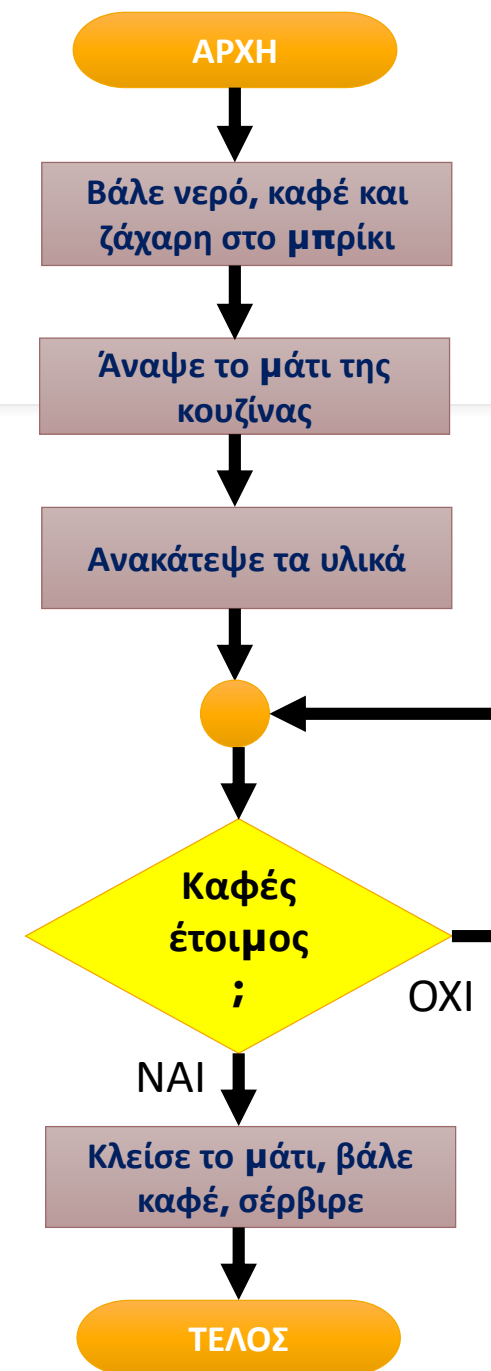 ΑΡΧΗ
Βάλε νερό, καφέ και
ζάχαρη στο μπρίκι
Άναψε το μάτι της
κουζίνας
Ανακάτεψε τα υλικά
Καφές
έτοιμος
;
ΟΧΙ
ΝΑΙ
Κλείσε το μάτι, βάλε
καφέ, σέρβιρε
ΤΕΛΟΣ